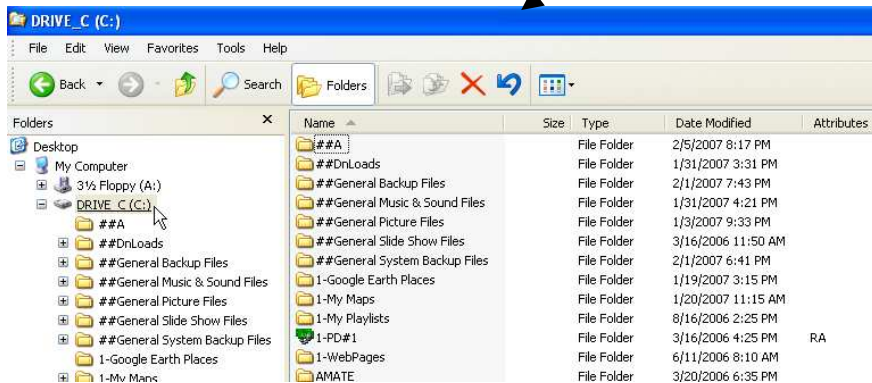 DRIVE_C (C:)
File Edit View Favorites Tools Help
Back Search Folders
Folders x
Desktop
My Computer
3½ Floppy (A:)
DRIVE_C (C:)
##A
##DnLoads
##General Backup Files
##General Music & Sound Files
##General Picture Files
##General Slide Show Files
##General System Backup Files
1-Google Earth Places
1-My Maps
Name Size Type Date Modified Attributes
##A File Folder 2/5/2007 8:17 PM
##DnLoads File Folder 1/31/2007 3:31 PM
##General Backup Files File Folder 2/1/2007 7:43 PM
##General Music & Sound Files File Folder 1/31/2007 4:21 PM
##General Picture Files File Folder 1/3/2007 9:33 PM
##General Slide Show Files File Folder 3/16/2006 11:50 AM
##General System Backup Files File Folder 2/1/2007 6:41 PM
1-Google Earth Places File Folder 1/19/2007 3:15 PM
1-My Maps File Folder 1/20/2007 11:15 AM
1-My Playlists File Folder 8/16/2006 2:25 PM
1-PD#1 File Folder 3/16/2006 4:25 PM RA
1-WebPages File Folder 6/11/2006 8:10 AM
AMATE File Folder 3/20/2006 6:35 PM